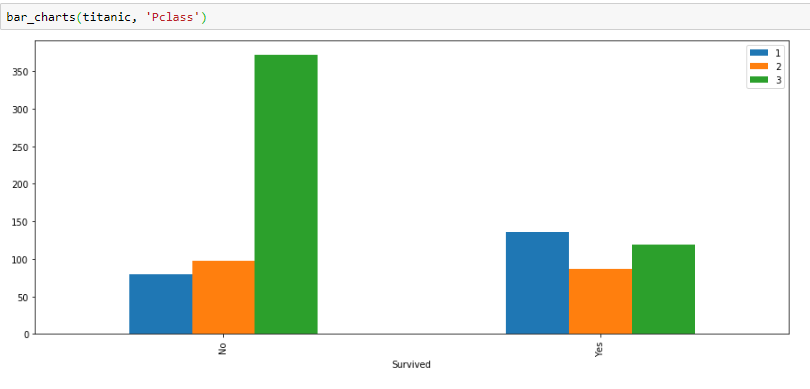 bar_charts(titanic, 'Pclass')
1
2
3
350
300
250
200
150
100
50
0
No
Yes
Survived